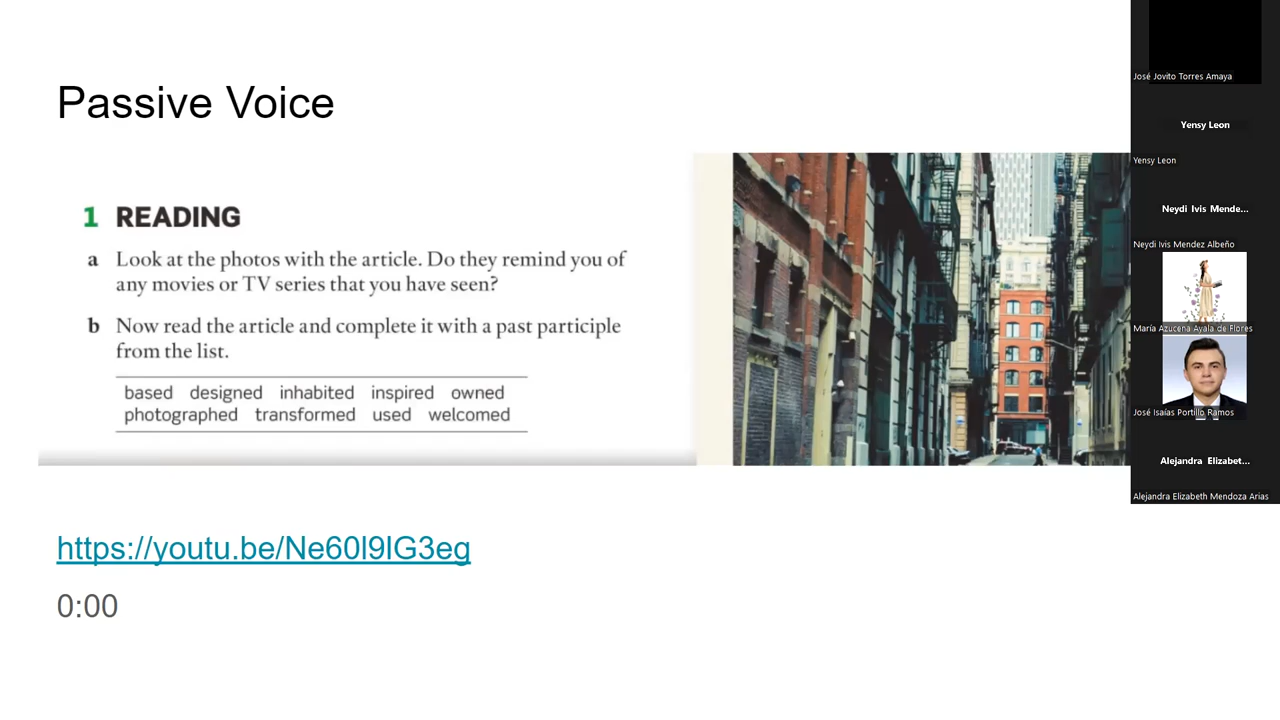 Passive Voice
1 READING
a Look at the photos with the article. Do they remind you of
any movies or TV series that you have seen?
b Now read the article and complete it with a past participle
from the list.
based designed inhabited inspired owned
photographed transformed used welcomed
https://youtu.be/Ne60l9lG3eg
0:00
José Jovito Torres Amaya
Yensy Leon
Yensy Leon
Neydi Ivis Mende...
Neydi Ivis Mendez Albeño
María Azucena Ayala de Flores
José Isaías Portillo Ramos
Alejandra Elizabet...
Alejandra Elizabeth Mendoza Arias